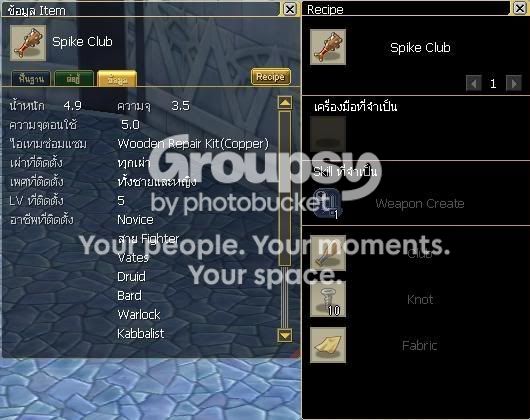 ข้อมูล Item
Spike Club
พื้นฐาน ต่อสู้ ข้อมูล Recipe
น้ำหนัก 4.9 ความจุ 3.5
ความจุตอนใช้ 5.0
ไอเทมซ่อมแซม Wooden Repair Kit(Copper)
เผ่าที่ติดตั้ง ทุกเผ่า
เพศที่ติดตั้ง ทั้งชายและหญิง
LV ที่ติดตั้ง 5
อาชีพที่ติดตั้ง Novice
สาย Fighter
Vates
Druid
Bard
Warlock
Kabbalist
Recipe
Spike Club
1
เครื่องมือที่จำเป็น
Skill ที่จำเป็น
1 Weapon Create
Club
10 Knot
Fabric
Groupsy
by photobucket
Your people. Your moments.
Your space.